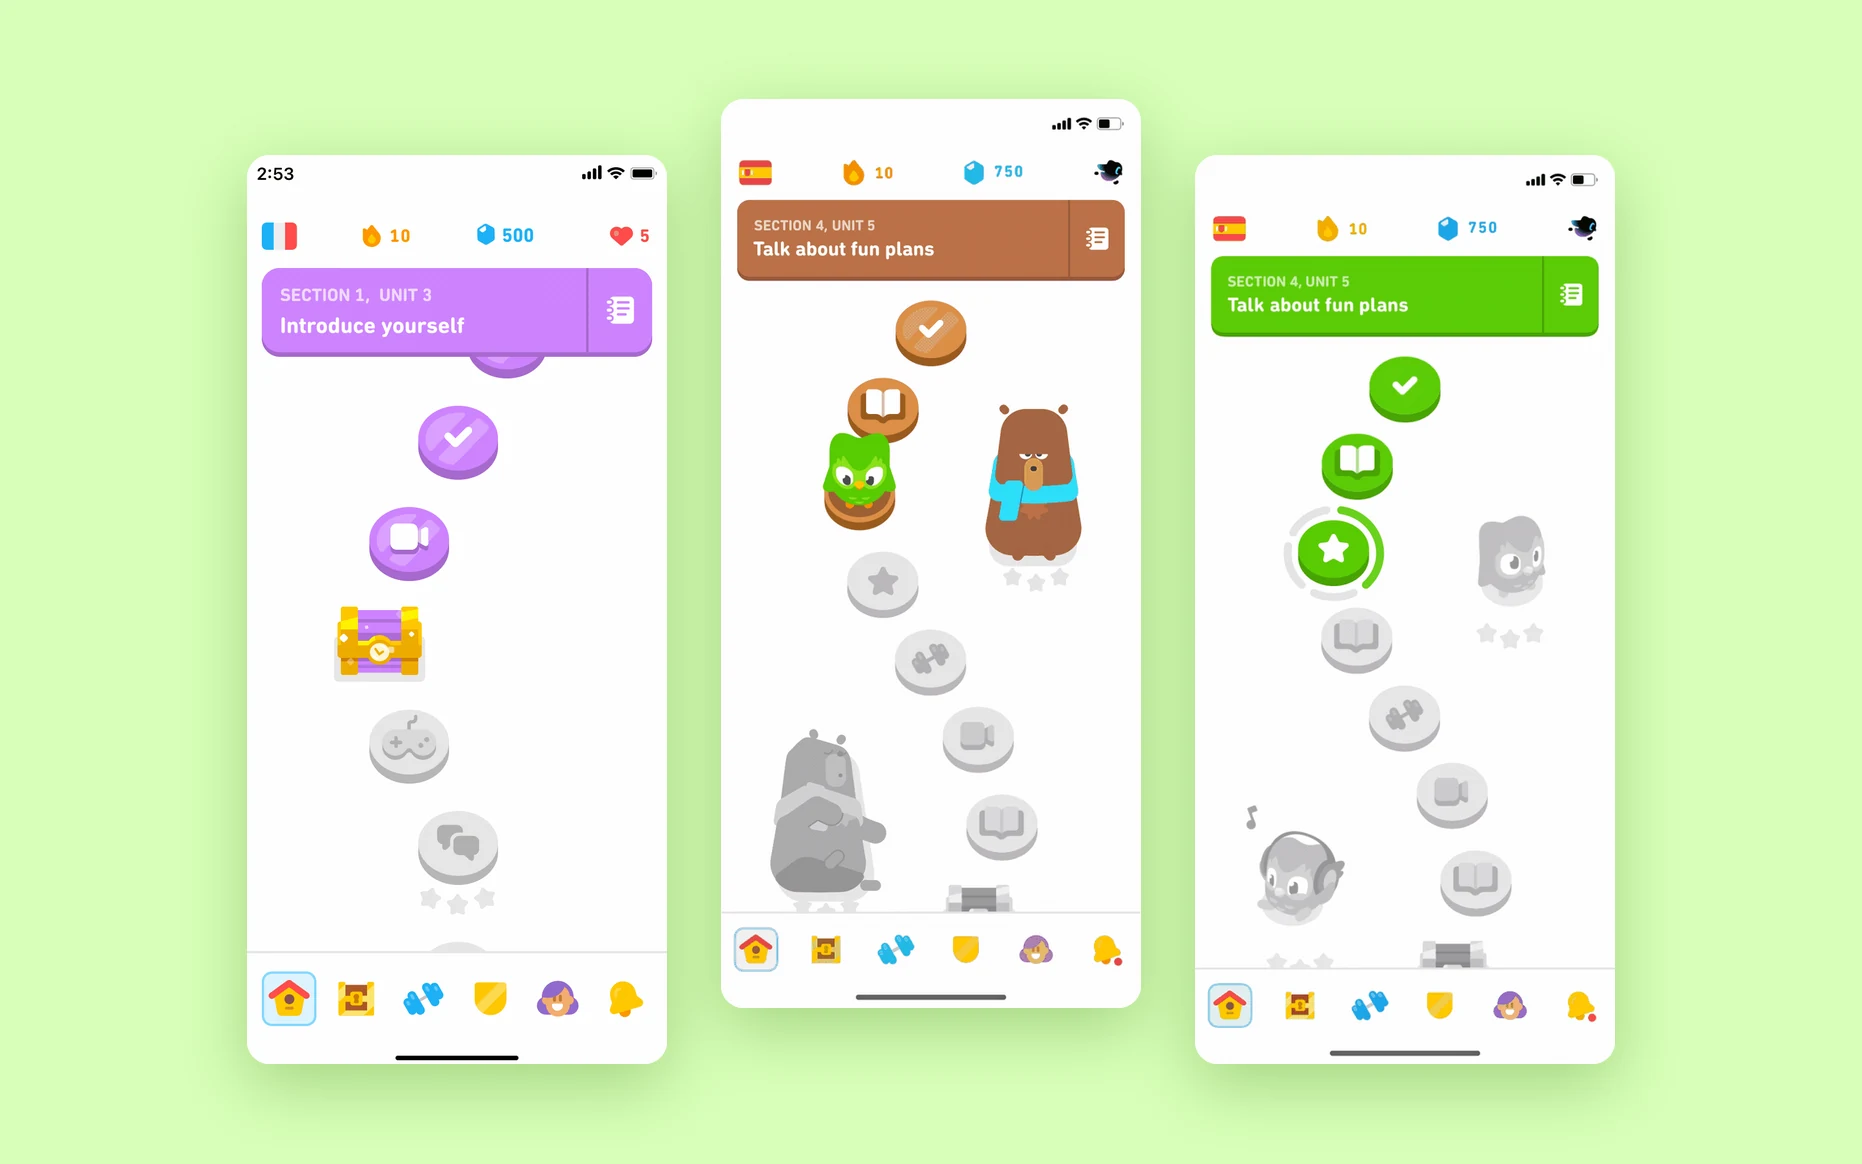 2:53
10
500
5
SECTION 1, UNIT 3
Introduce yourself
10
750
SECTION 4, UNIT 5
Talk about fun plans
10
750
SECTION 4, UNIT 5
Talk about fun plans